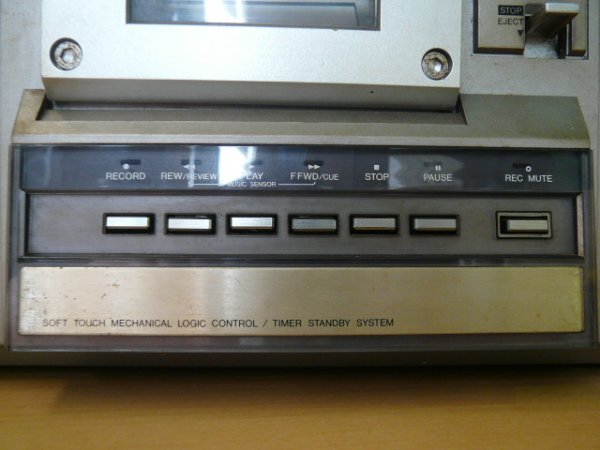 STOP
EJECT
RECORD REW/REVIEW PLAY F FWD/CUE STOP PAUSE REC MUTE
MUSIC SENSOR
SOFT TOUCH MECHANICAL LOGIC CONTROL / TIMER STANDBY SYSTEM